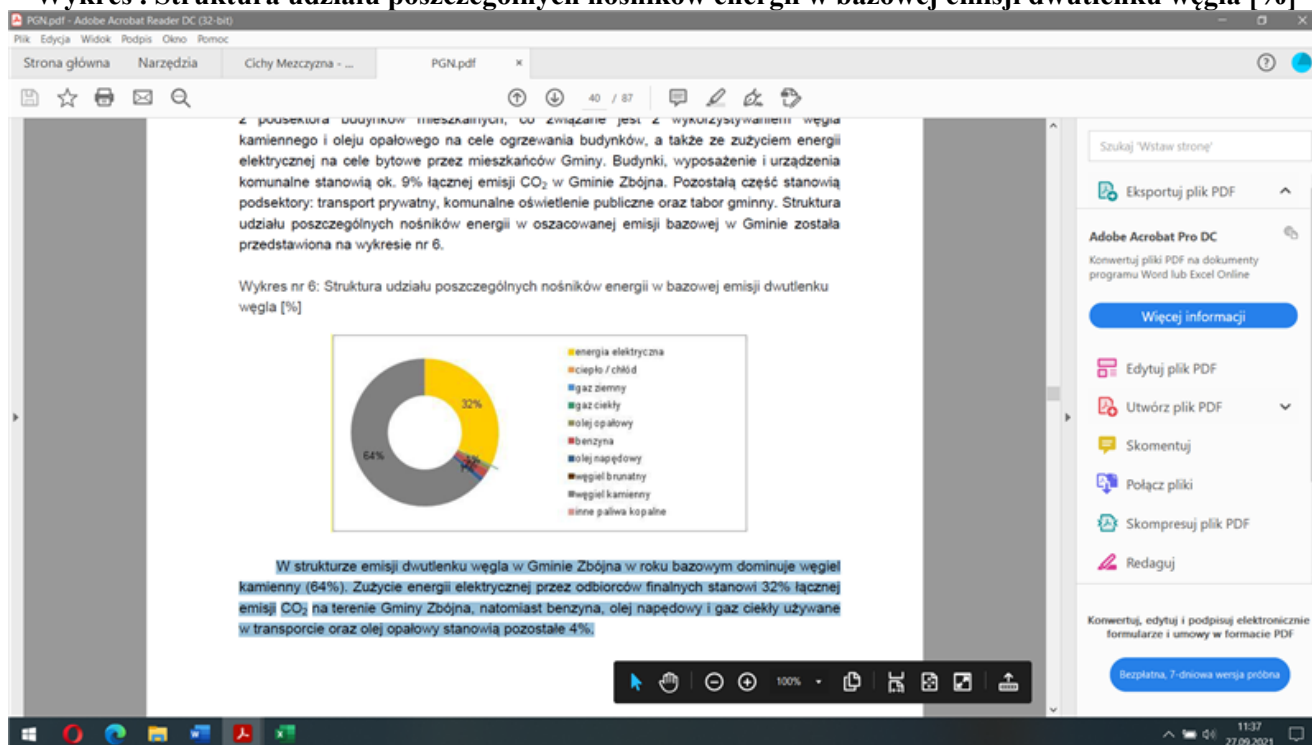 Wykres . Struktura udziału poszczególnych nośników energii w bazowej emisji dwutlenku węgla [%]
PGN.pdf - Adobe Acrobat Reader DC (32-bit)
Plik Edycja Widok Podpis Okno Pomoc
Strona główna Narzędzia Cichy Mezczyzna - ... PGN.pdf ×
40 / 87
z podsektora budynków mieszkalnych, co związane jest z wykorzystywaniem węgla
kamiennego i oleju opałowego na cele ogrzewania budynków, a także ze zużyciem energii
elektrycznej na cele bytowe przez mieszkańców Gminy. Budynki, wyposażenie i urządzenia
komunalne stanowią ok. 9% łącznej emisji CO₂ w Gminie Zbójna. Pozostałą część stanowią
podsektory: transport prywatny, komunalne oświetlenie publiczne oraz tabor gminny. Struktura
udziału poszczególnych nośników energii w oszacowanej emisji bazowej w Gminie została
przedstawiona na wykresie nr 6.
Wykres nr 6: Struktura udziału poszczególnych nośników energii w bazowej emisji dwutlenku
węgla [%]
32%
64%
energia elektryczna
ciepło / chłód
gaz ziemny
gaz ciekły
olej opałowy
benzyna
olej napędowy
węgiel brunatny
węgiel kamienny
inne paliwa kopalne
W strukturze emisji dwutlenku węgla w Gminie Zbójna w roku bazowym dominuje węgiel
kamienny (64%). Zużycie energii elektrycznej przez odbiorców finalnych stanowi 32% łącznej
emisji CO₂ na terenie Gminy Zbójna, natomiast benzyna, olej napędowy i gaz ciekły używane
w transporcie oraz olej opałowy stanowią pozostałe 4%.
100%
Szukaj 'Wstaw stronę'
Eksportuj plik PDF
Adobe Acrobat Pro DC
Konwertuj pliki PDF na dokumenty
programu Word lub Excel Online
Więcej informacji
Edytuj plik PDF
Utwórz plik PDF
Skomentuj
Połącz pliki
Skompresuj plik PDF
Redaguj
Konwertuj, edytuj i podpisuj elektronicznie
formularze i umowy w formacie PDF
Bezpłatna, 7-dniowa wersja próbna
11:37
27.09.2021